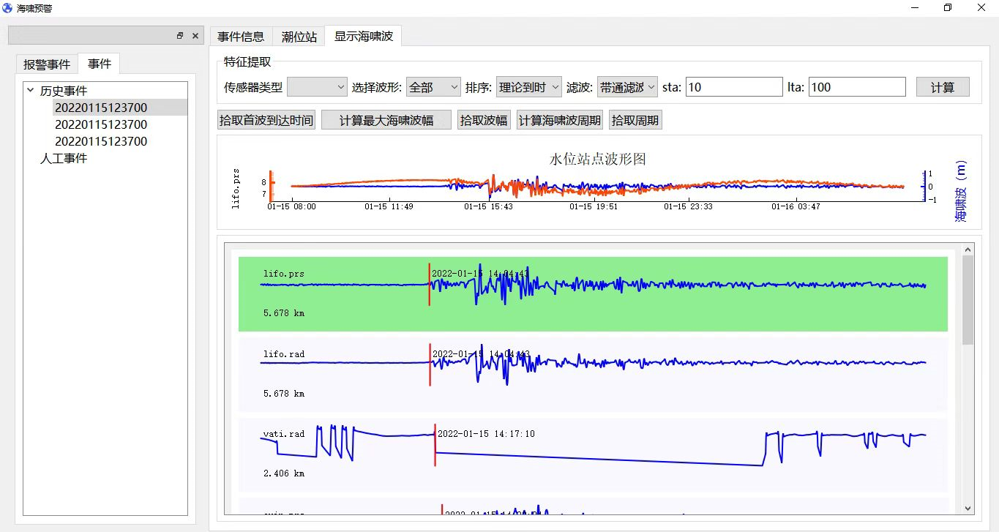 海啸预警
事件信息 潮位站 显示海啸波
报警事件 事件
历史事件
20220115123700
20220115123700
20220115123700
人工事件
特征提取
传感器类型 选择波形: 全部 排序: 理论到时 滤波: 带通滤波 sta: 10 lta: 100 计算
拾取首波到达时间 计算最大海啸波幅 拾取波幅 计算海啸波周期 拾取周期
水位站点波形图
lifo.prs
8
7
1
0
-1
海啸波（m）
01-15 08:00 01-15 11:49 01-15 15:43 01-15 19:51 01-15 23:33 01-16 03:47
lifo.prs 2022-01-15 14:04:43
5.678 km
lifo.rad 2022-01-15 14:04:43
5.678 km
vati.rad 2022-01-15 14:17:10
2.406 km